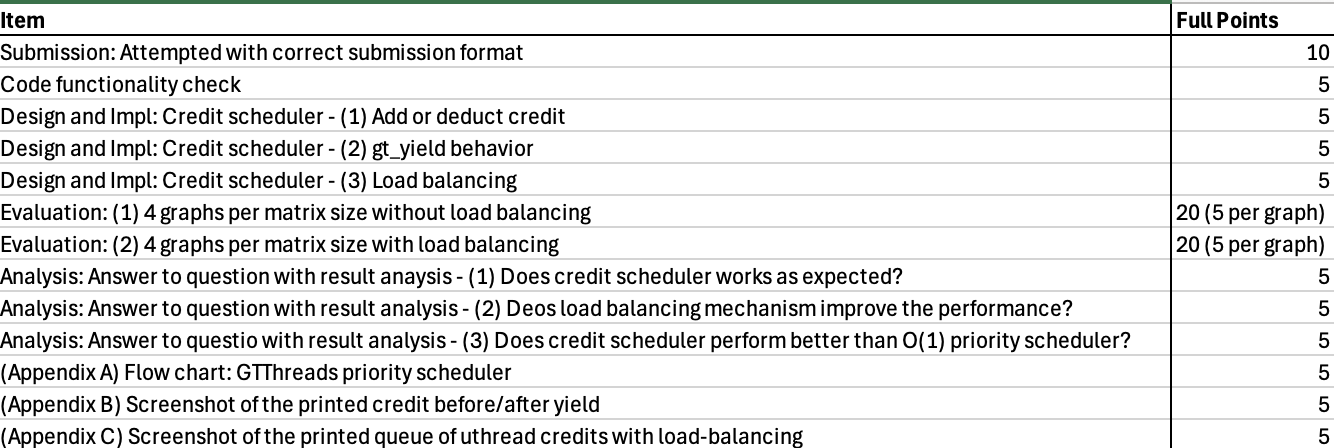 Item Full Points
Submission: Attempted with correct submission format 10
Code functionality check 5
Design and Impl: Credit scheduler - (1) Add or deduct credit 5
Design and Impl: Credit scheduler - (2) gt_yield behavior 5
Design and Impl: Credit scheduler - (3) Load balancing 5
Evaluation: (1) 4 graphs per matrix size without load balancing 20 (5 per graph)
Evaluation: (2) 4 graphs per matrix size with load balancing 20 (5 per graph)
Analysis: Answer to question with result anaysis - (1) Does credit scheduler works as expected? 5
Analysis: Answer to question with result analysis - (2) Deos load balancing mechanism improve the performance? 5
Analysis: Answer to questio with result analysis - (3) Does credit scheduler perform better than O(1) priority scheduler? 5
(Appendix A) Flow chart: GTThreads priority scheduler 5
(Appendix B) Screenshot of the printed credit before/after yield 5
(Appendix C) Screenshot of the printed queue of uthread credits with load-balancing 5